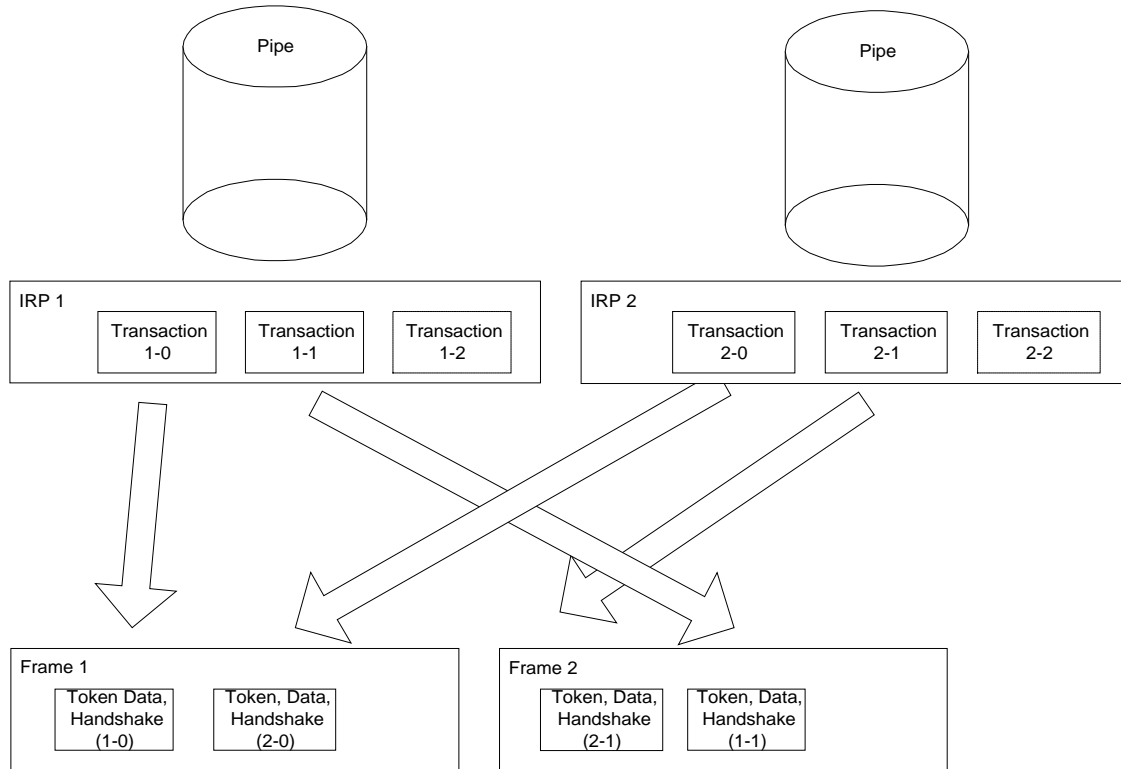 Pipe
Pipe
IRP 1
Transaction
1-0
Transaction
1-1
Transaction
1-2
IRP 2
Transaction
2-0
Transaction
2-1
Transaction
2-2
Frame 1
Token Data,
Handshake
(1-0)
Token, Data,
Handshake
(2-0)
Frame 2
Token, Data,
Handshake
(2-1)
Token, Data,
Handshake
(1-1)